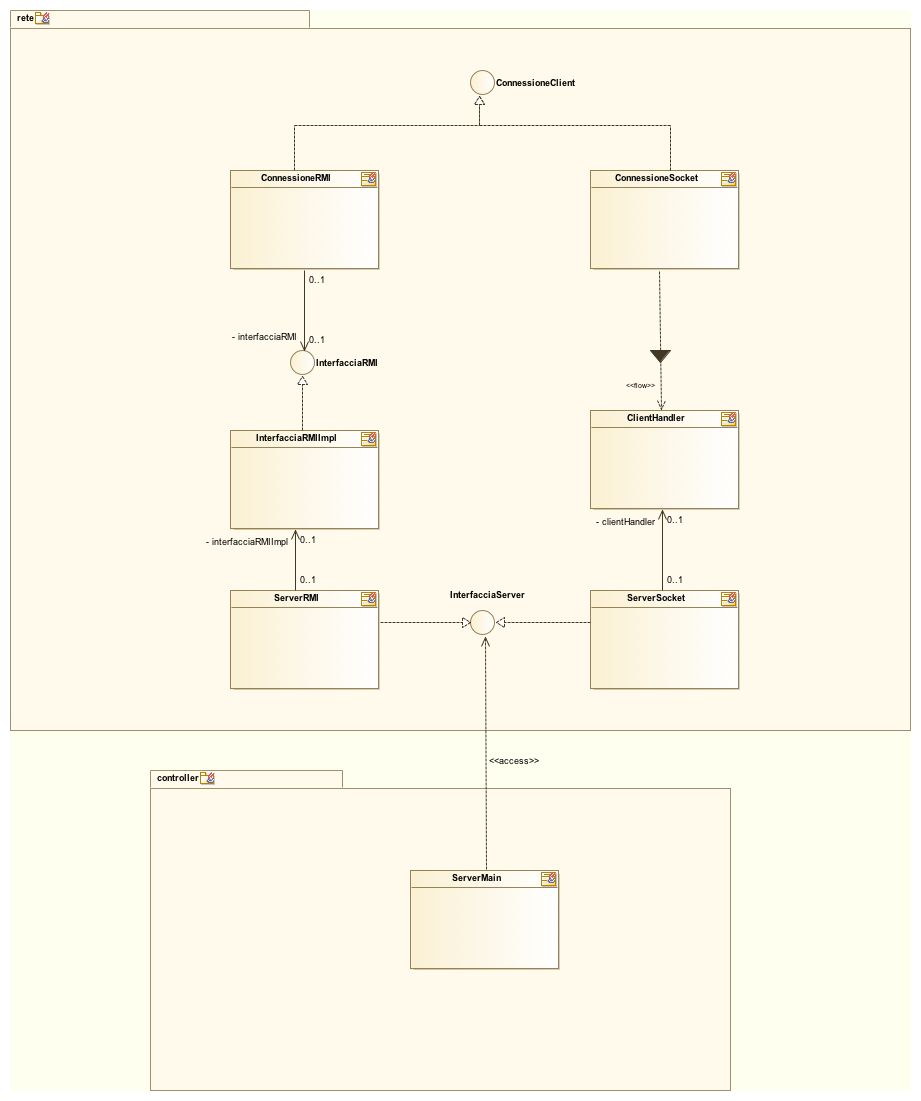 rete
ConnessioneClient
ConnessioneRMI
ConnessioneSocket
0..1
- interfacciaRMI
0..1
InterfacciaRMI
<<flow>>
InterfacciaRMIImpl
ClientHandler
- interfacciaRMIImpl
0..1
- clientHandler
0..1
0..1
0..1
ServerRMI
InterfacciaServer
ServerSocket
<<access>>
controller
ServerMain